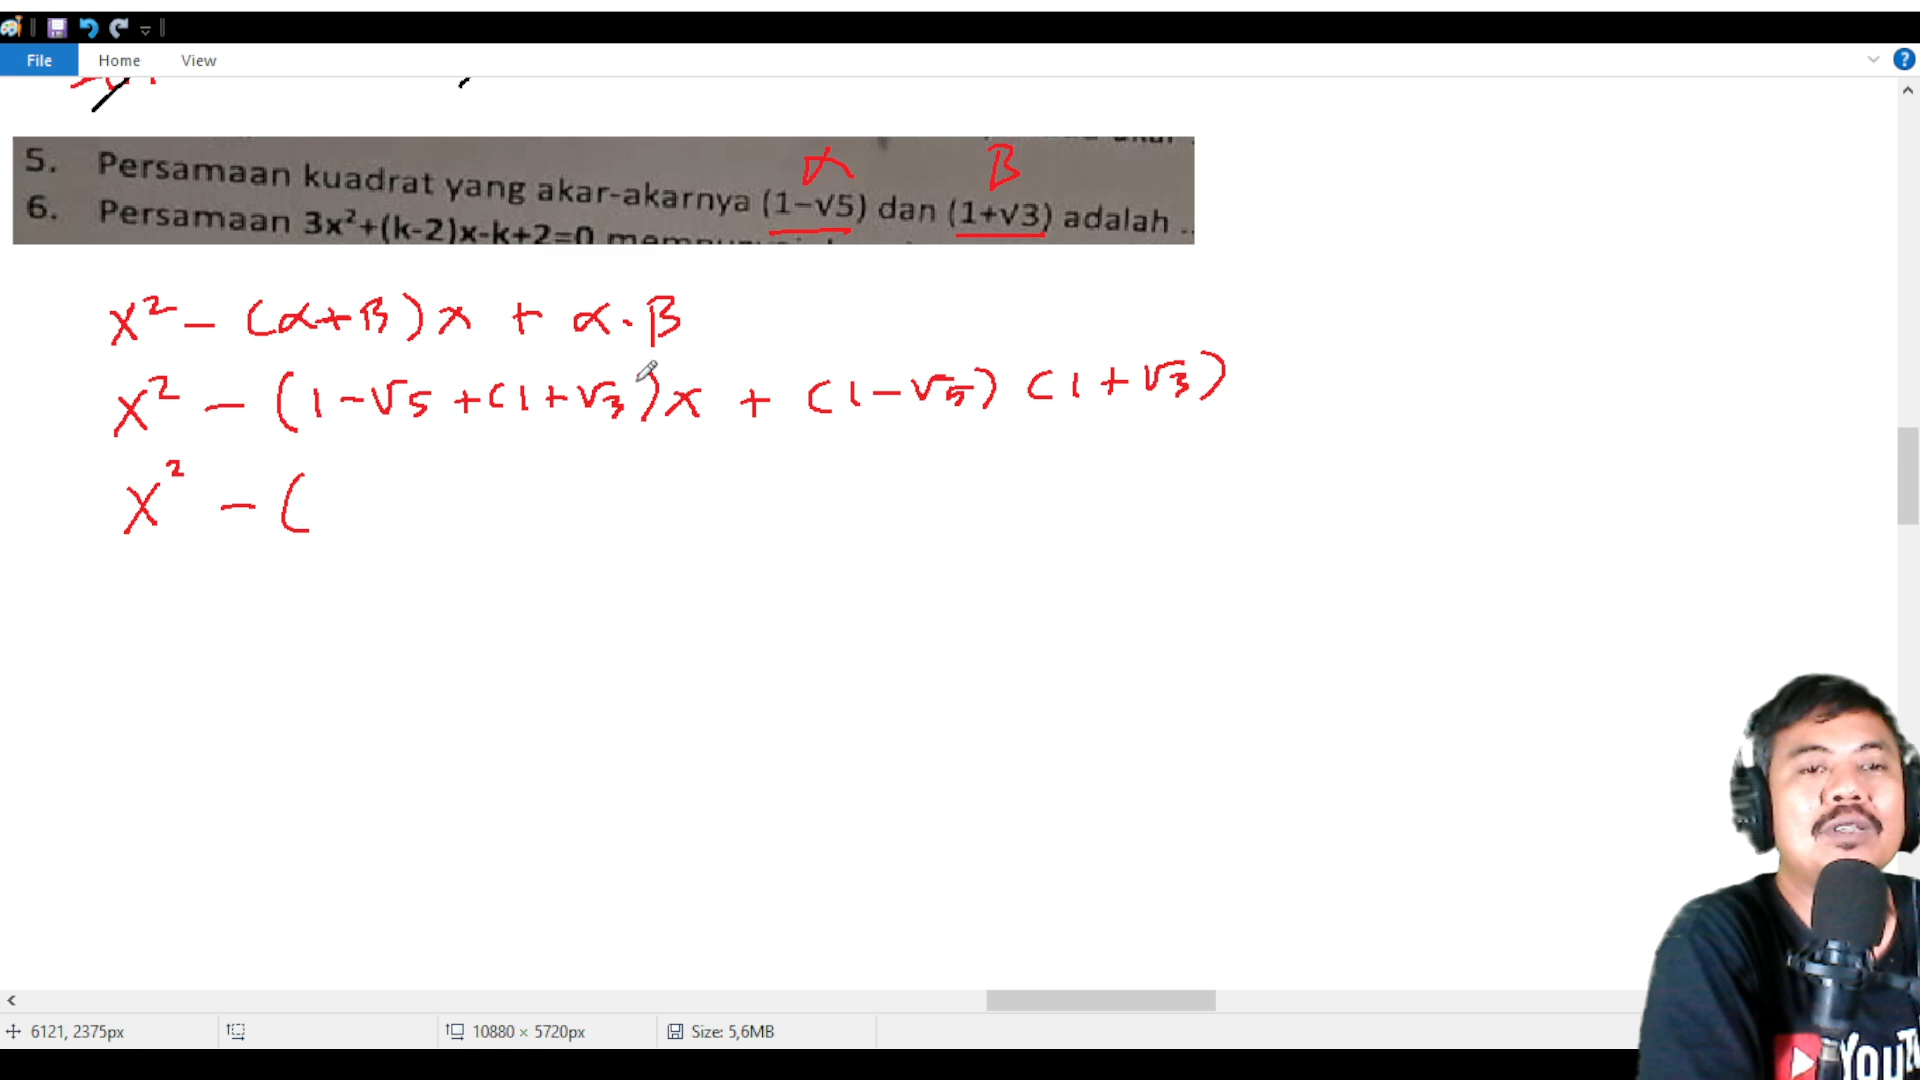 File Home View
5. Persamaan kuadrat yang akar-akarnya (1-√5) dan (1+√3) adalah ..
6. Persamaan 3x²+(k-2)x-k+2=0
α β
x² - (α+β)x + α·β
x² - (1-√5 +(1+√3)x + (1-√5) (1+√3)
x² - (
6121, 2375px 10880 × 5720px Size: 5,6MB